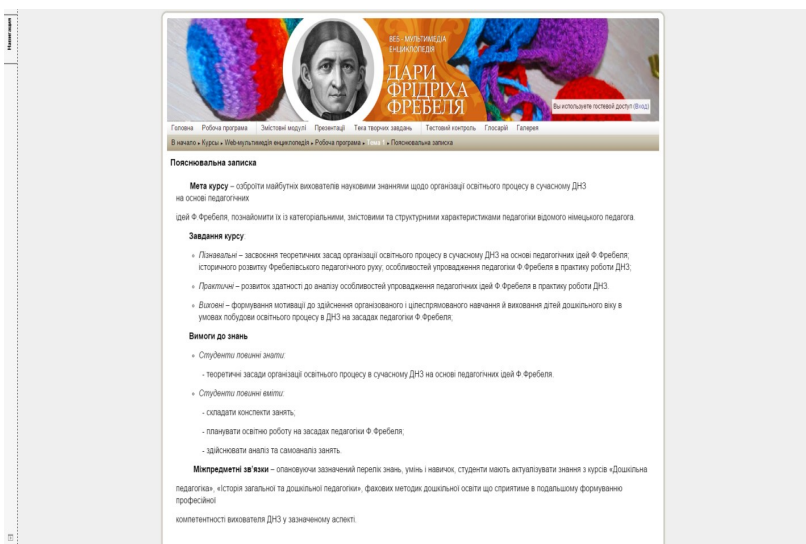 Навигация
ВЕБ - МУЛЬТИМЕДІА
ЕНЦИКЛОПЕДІЯ
ДАРИ
ФРІДРІХА
ФРЕБЕЛЯ
Вы используете гостевой доступ (Вход)
Головна Робоча програма Змістовні модулі Презентації Тека творчих завдань Тестовий контроль Глосарій Галерея
В начало ▸ Курсы ▸ Web-мультимедія енциклопедія ▸ Робоча програма ▸ Тема 1 ▸ Пояснювальна записка
Пояснювальна записка
Мета курсу – озброїти майбутніх вихователів науковими знаннями щодо організації освітнього процесу в сучасному ДНЗ
на основі педагогічних
ідей Ф.Фребеля, познайомити їх із категоріальними, змістовими та структурними характеристиками педагогіки відомого німецького педагога.
Завдання курсу:
Пізнавальні – засвоєння теоретичних засад організації освітнього процесу в сучасному ДНЗ на основі педагогічних ідей Ф.Фребеля;
історичного розвитку Фребелівського педагогічного руху; особливостей упровадження педагогіки Ф.Фребеля в практику роботи ДНЗ;
Практичні – розвиток здатності до аналізу особливостей упровадження педагогічних ідей Ф.Фребеля в практику роботи ДНЗ.
Виховні – формування мотивації до здійснення організованого і цілеспрямованого навчання й виховання дітей дошкільного віку в
умовах побудови освітнього процесу в ДНЗ на засадах педагогіки Ф.Фребеля;
Вимоги до знань
Студенти повинні знати:
- теоретичні засади організації освітнього процесу в сучасному ДНЗ на основі педагогічних ідей Ф.Фребеля.
Студенти повинні вміти:
- складати конспекти занять;
- планувати освітню роботу на засадах педагогіки Ф.Фребеля;
- здійснювати аналіз та самоаналіз занять.
Міжпредметні зв'язки – опановуючи зазначений перелік знань, умінь і навичок, студенти мають актуалізувати знання з курсів «Дошкільна
педагогіка», «Історія загальної та дошкільної педагогіки», фахових методик дошкільної освіти що сприятиме в подальшому формуванню
професійної
компетентності вихователя ДНЗ у зазначеному аспекті.